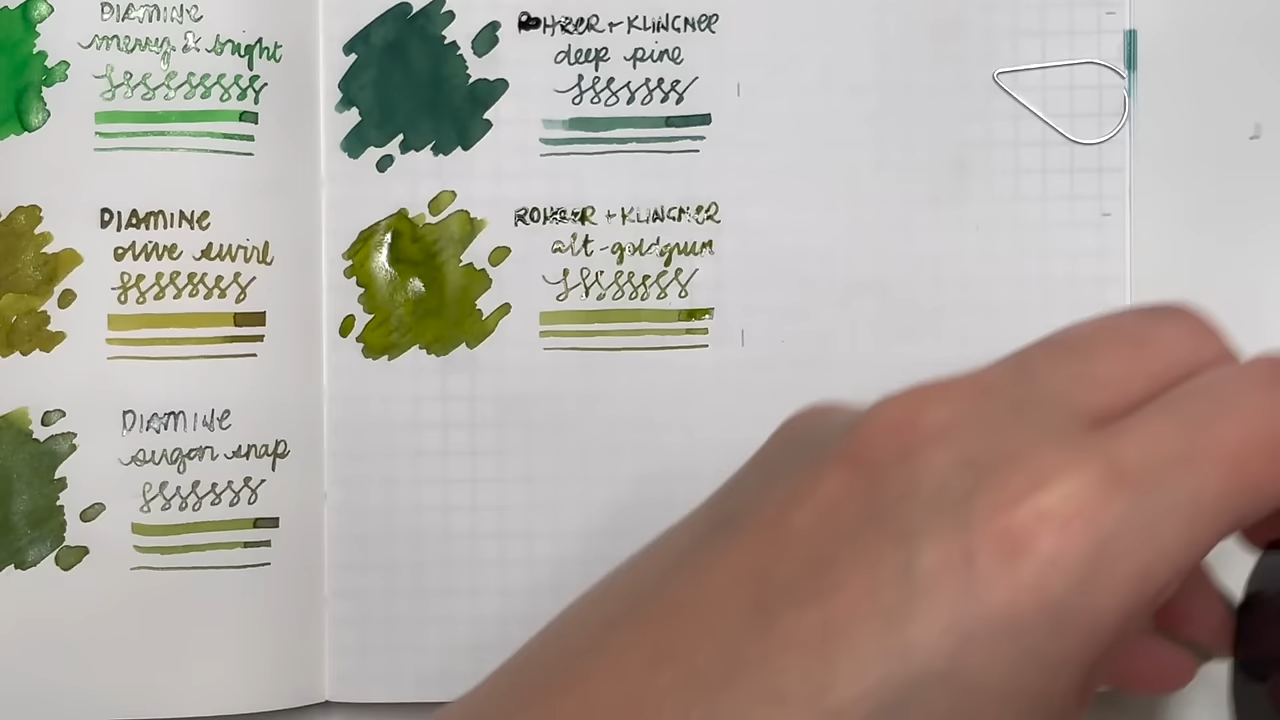 DIAMINE
merry & bright
DIAMINE
olive swirl
DIAMINE
sugar snap
ROHRER + KLINGNER
deep pine
ROHRER + KLINGNER
alt-goldgrün